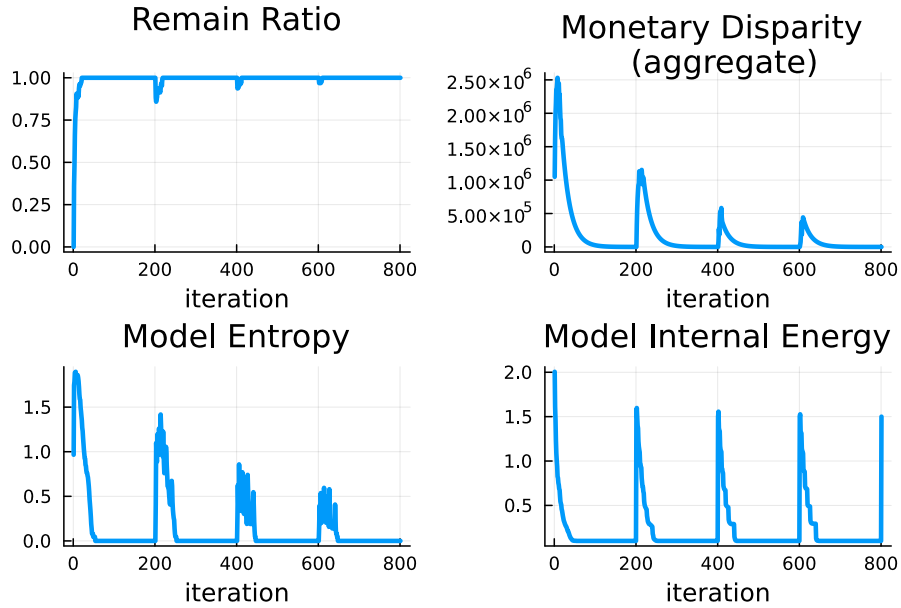 Remain Ratio
1.00
0.75
0.50
0.25
0.00
0 200 400 600 800
iteration
Monetary Disparity
(aggregate)
2.50×10⁶
2.00×10⁶
1.50×10⁶
1.00×10⁶
5.00×10⁵
0
0 200 400 600 800
iteration
Model Entropy
1.5
1.0
0.5
0.0
0 200 400 600 800
iteration
Model Internal Energy
2.0
1.5
1.0
0.5
0 200 400 600 800
iteration